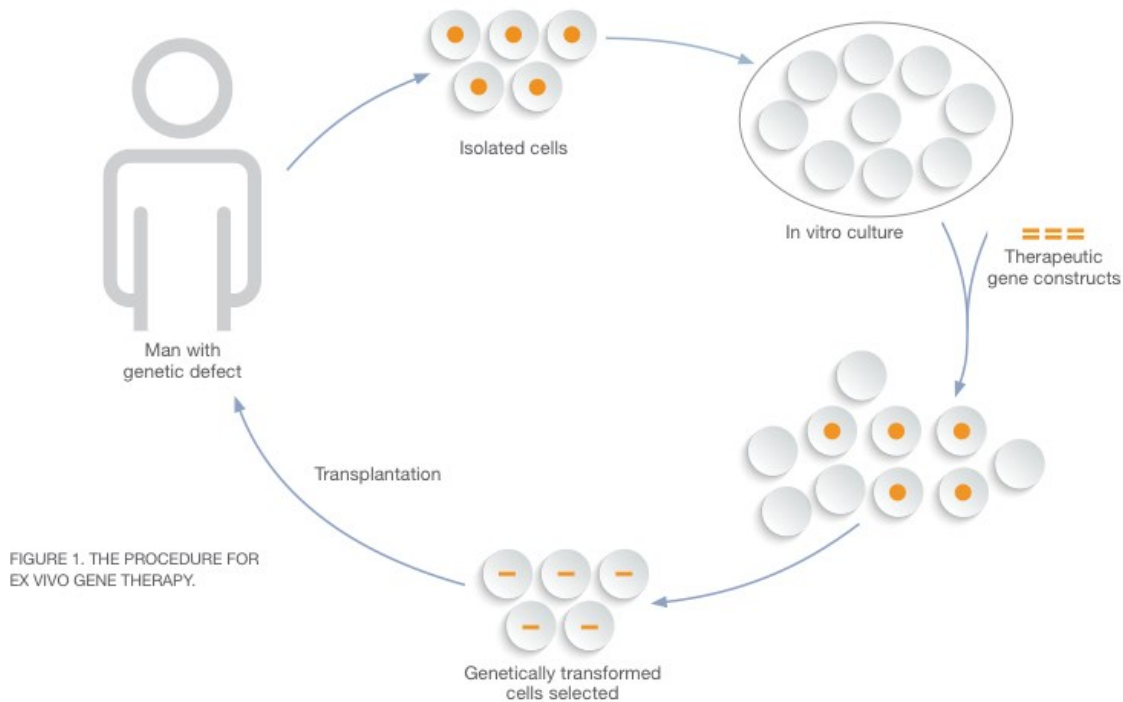 Isolated cells
In vitro culture
Therapeutic
gene constructs
Man with
genetic defect
Transplantation
FIGURE 1. THE PROCEDURE FOR
EX VIVO GENE THERAPY.
Genetically transformed
cells selected